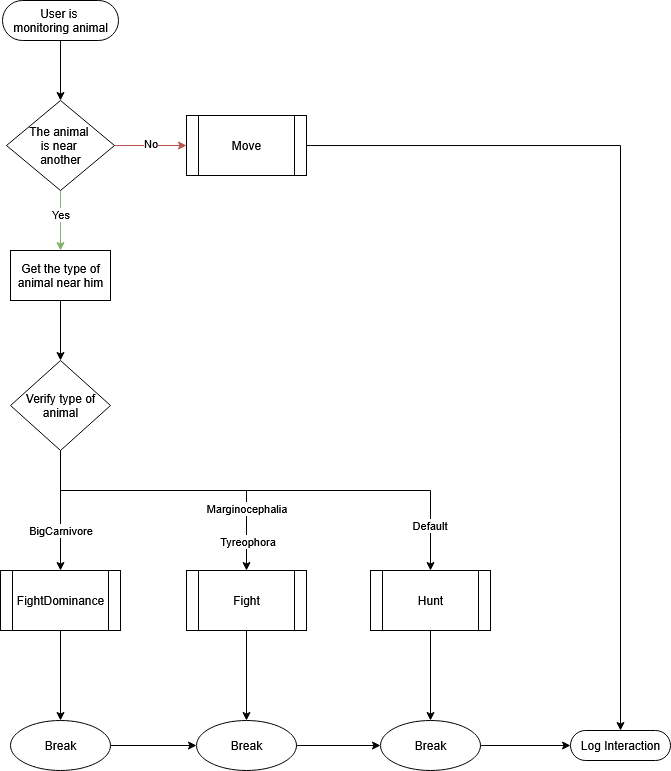 User is
monitoring animal
The animal
is near
another
No
Move
Yes
Get the type of
animal near him
Verify type of
animal
Marginocephalia
BigCarnivore
Tyreophora
Default
FightDominance
Fight
Hunt
Break
Break
Break
Log Interaction